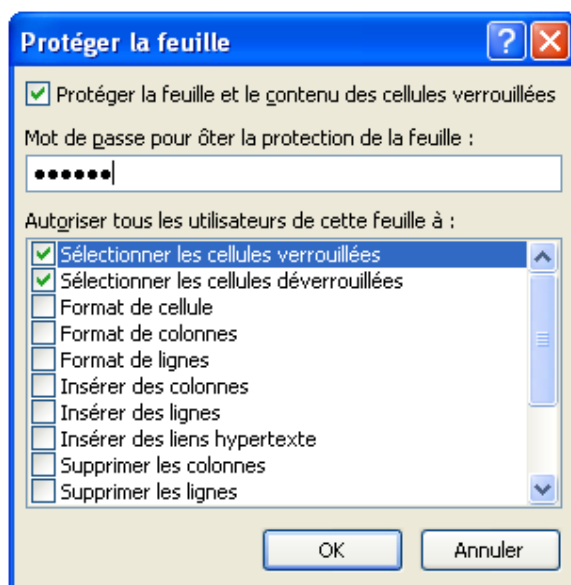 Protéger la feuille
Protéger la feuille et le contenu des cellules verrouillées
Mot de passe pour ôter la protection de la feuille :
••••••
Autoriser tous les utilisateurs de cette feuille à :
Sélectionner les cellules verrouillées
Sélectionner les cellules déverrouillées
Format de cellule
Format de colonnes
Format de lignes
Insérer des colonnes
Insérer des lignes
Insérer des liens hypertexte
Supprimer les colonnes
Supprimer les lignes
OK Annuler